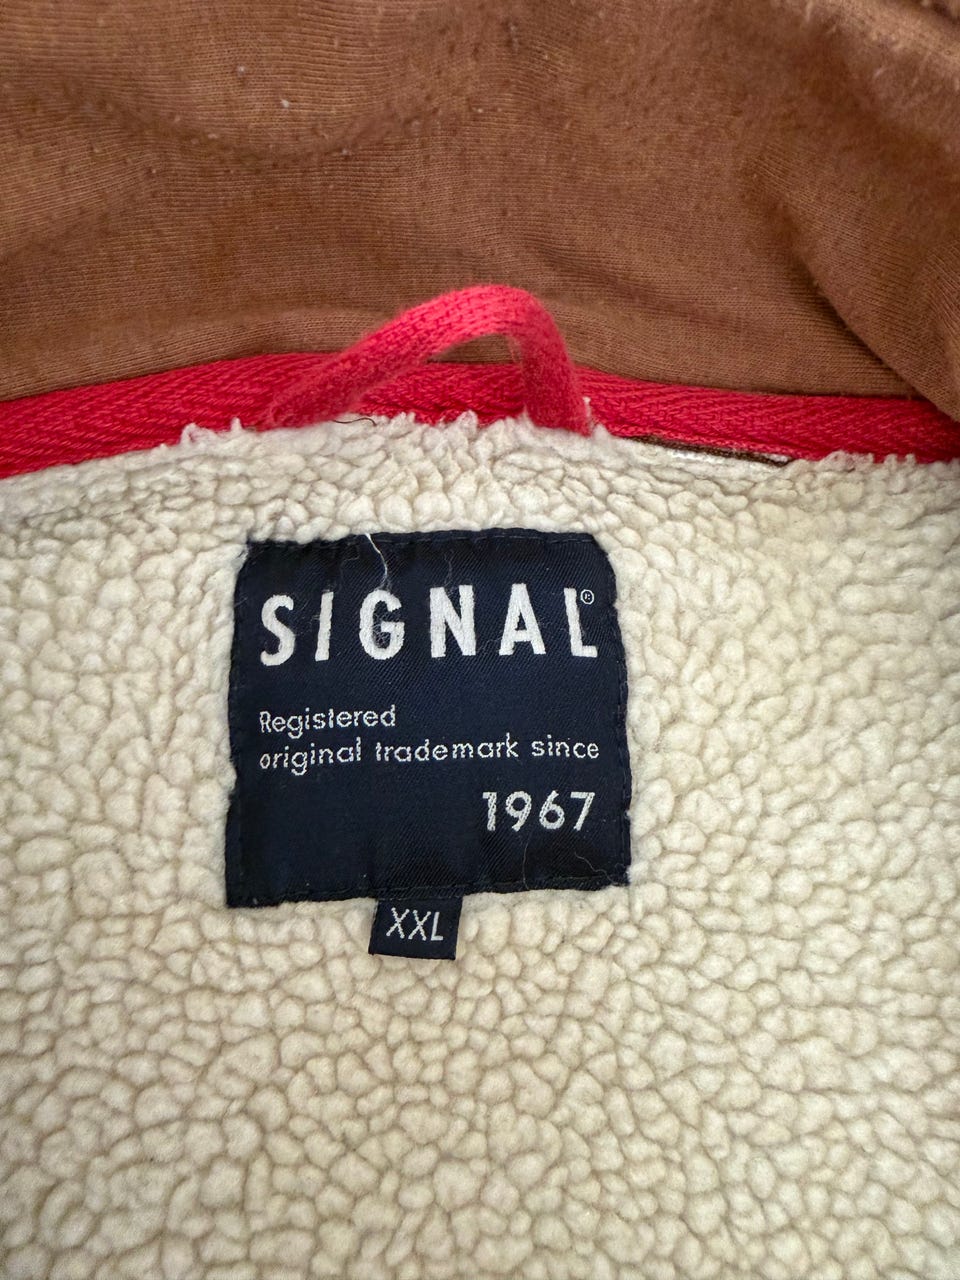 SIGNAL®
Registered
original trademark since
1967
XXL